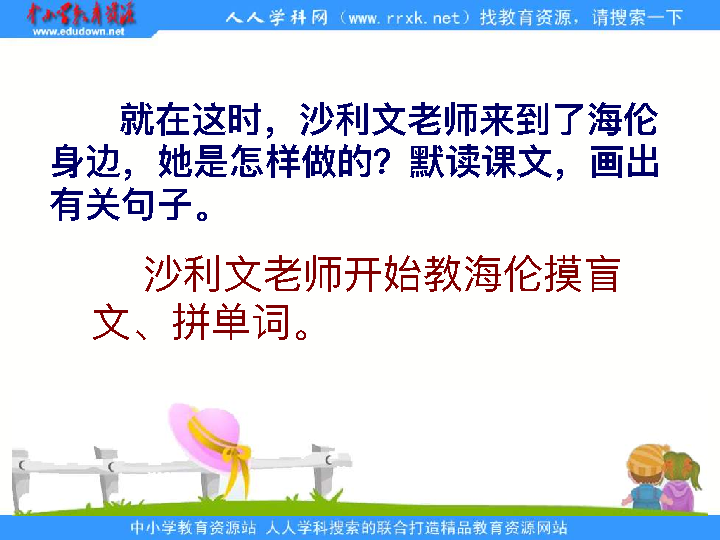 中小学教育资源
www.edudown.net
人人学科网（www.rrxk.net）找教育资源，请搜索一下
就在这时，沙利文老师来到了海伦
身边，她是怎样做的？默读课文，画出
有关句子。
沙利文老师开始教海伦摸盲
文、拼单词。
中小学教育资源站 人人学科搜索的联合打造精品教育资源网站